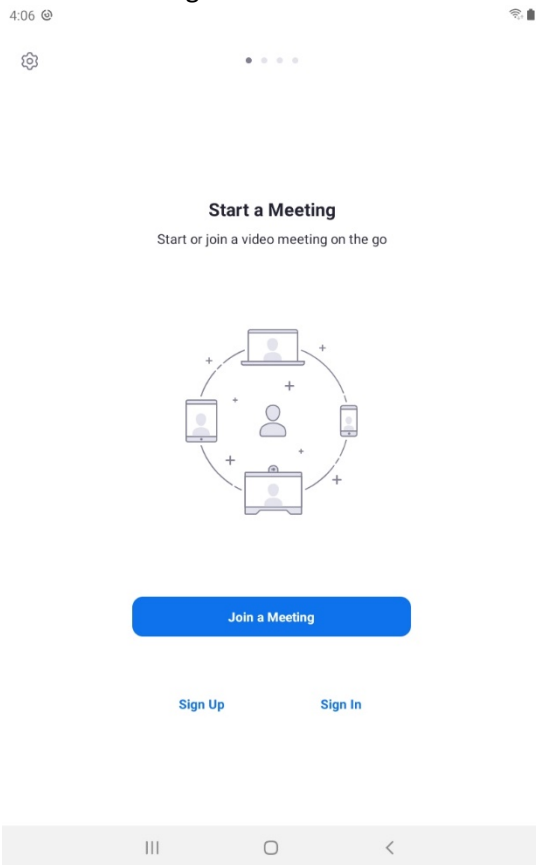 4:06
Start a Meeting
Start or join a video meeting on the go
Join a Meeting
Sign Up Sign In